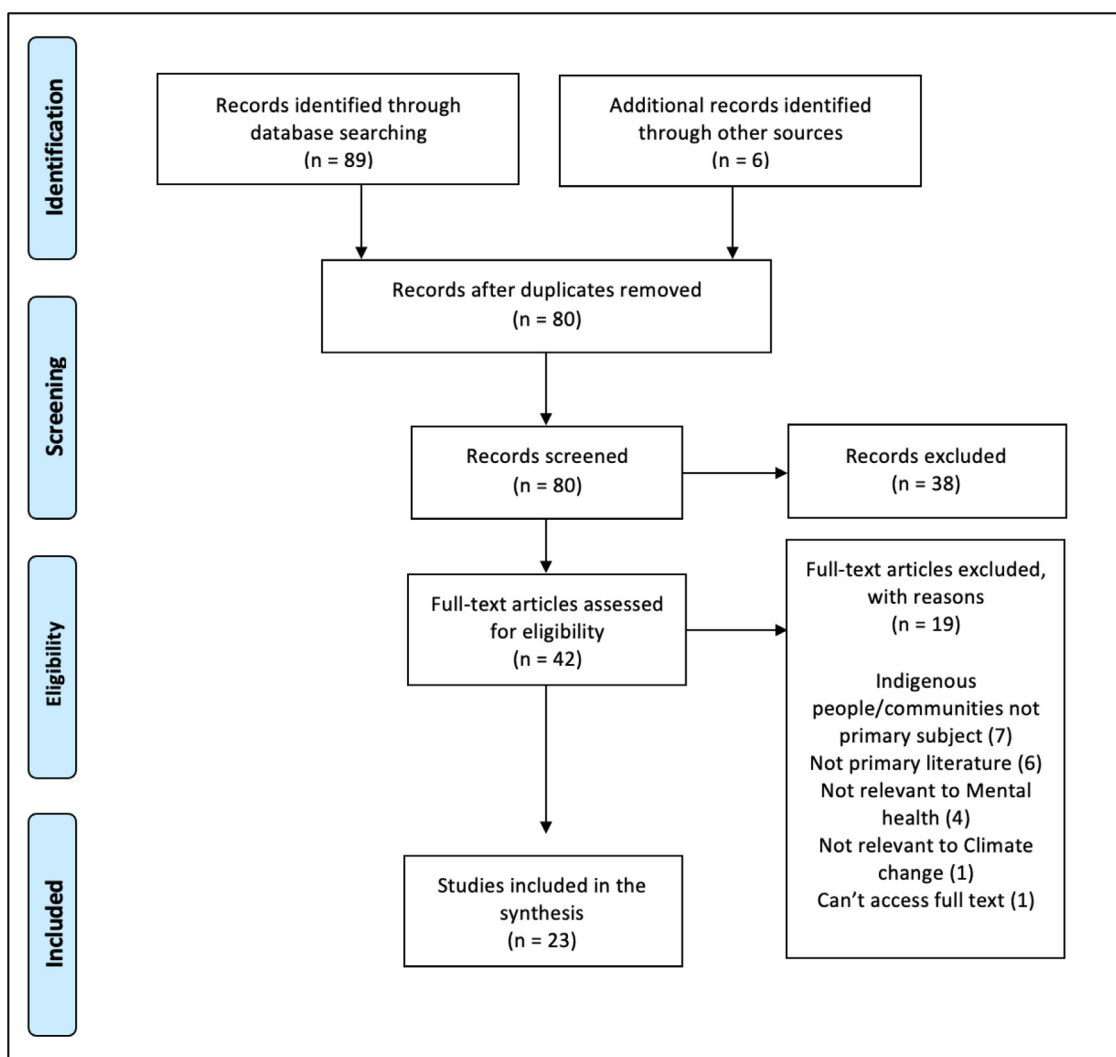 Identification
Records identified through
database searching
(n = 89)
Additional records identified
through other sources
(n = 6)
Records after duplicates removed
(n = 80)
Screening
Records screened
(n = 80)
Records excluded
(n = 38)
Eligibility
Full-text articles assessed
for eligibility
(n = 42)
Full-text articles excluded,
with reasons
(n = 19)
Indigenous
people/communities not
primary subject (7)
Not primary literature (6)
Not relevant to Mental
health (4)
Not relevant to Climate
change (1)
Can’t access full text (1)
Included
Studies included in the
synthesis
(n = 23)